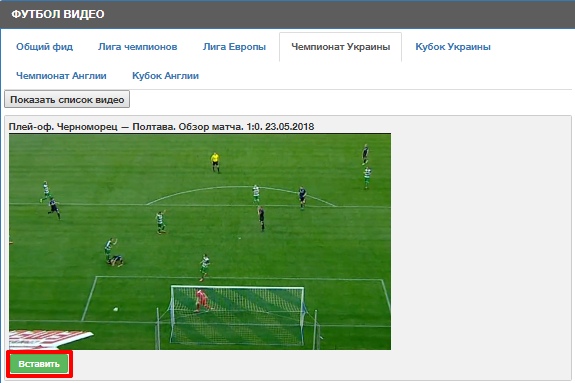 ФУТБОЛ ВИДЕО
Общий фид Лига чемпионов Лига Европы Чемпионат Украины Кубок Украины
Чемпионат Англии Кубок Англии
Показать список видео
Плей-оф. Черноморец — Полтава. Обзор матча. 1:0. 23.05.2018
Вставить